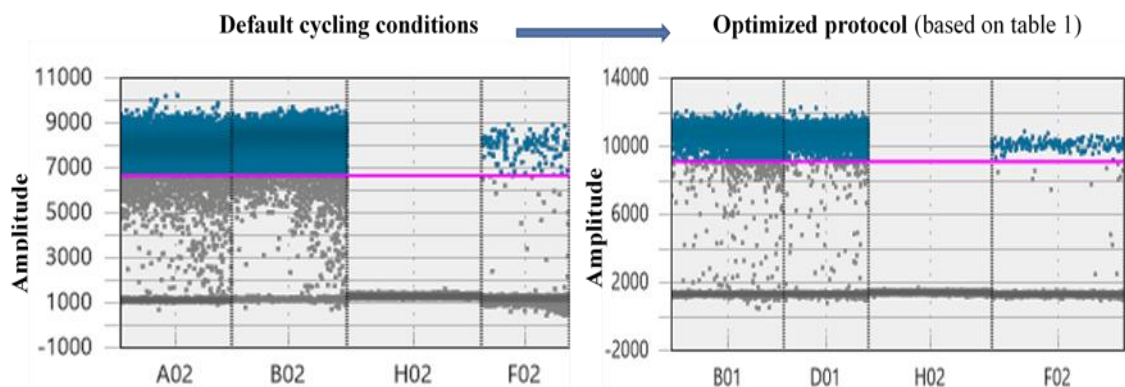 Default cycling conditions
Optimized protocol (based on table 1)
Amplitude
11000
9000
7000
5000
3000
1000
-1000
A02
B02
H02
F02
Amplitude
14000
10000
6000
2000
-2000
B01
D01
H02
F02